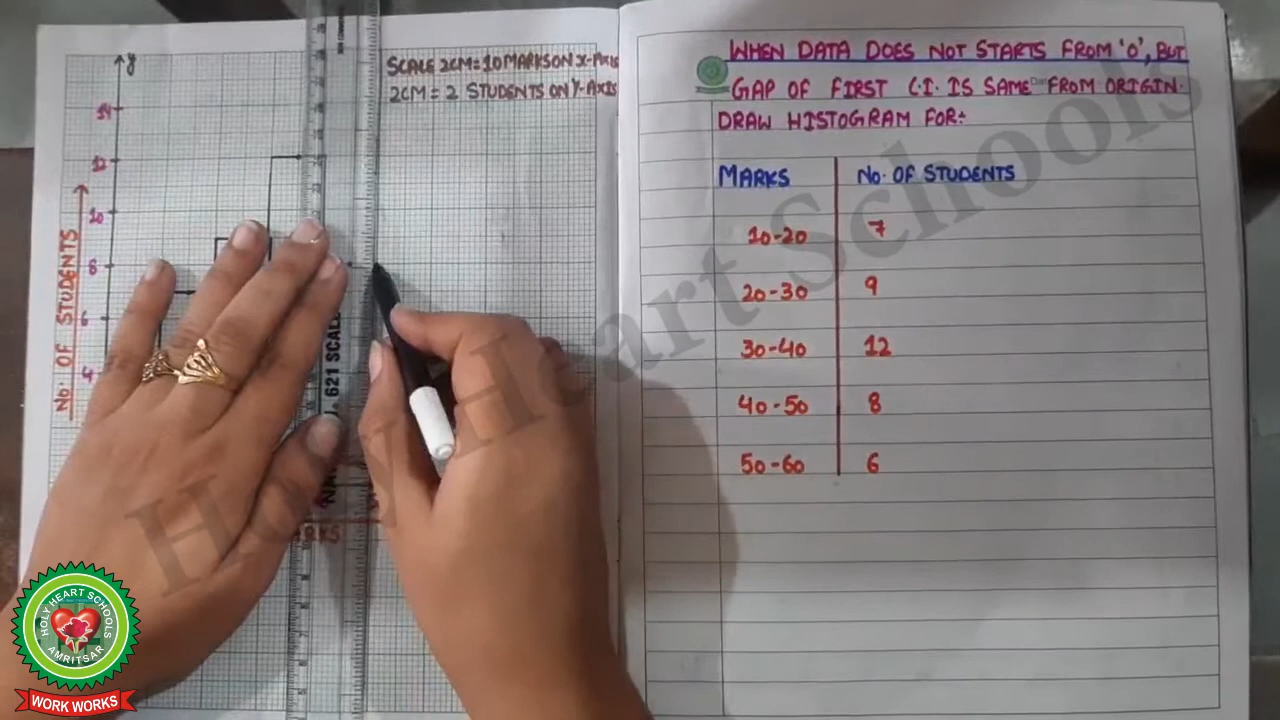 y
SCALE 2CM = 10 MARKS ON X-AXIS
2CM = 2 STUDENTS ON Y-AXIS
14
12
10
8
6
4
NO. OF STUDENTS
621 SCALE
WHEN DATA DOES NOT STARTS FROM 'O', BUT
GAP OF FIRST C.I. IS SAME FROM ORIGIN.
DRAW HISTOGRAM FOR:-
MARKS No. OF STUDENTS
10-20 7
20-30 9
30-40 12
40-50 8
50-60 6
Holy Heart Schools
HOLY HEART SCHOOLS
AMRITSAR
WORK WORKS